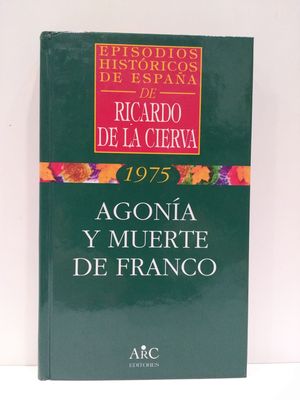 EPISODIOS
HISTÓRICOS
DE ESPAÑA
DE
RICARDO
DE LA CIERVA
1975
AGONÍA
Y MUERTE
DE FRANCO
ARC
EDITORES